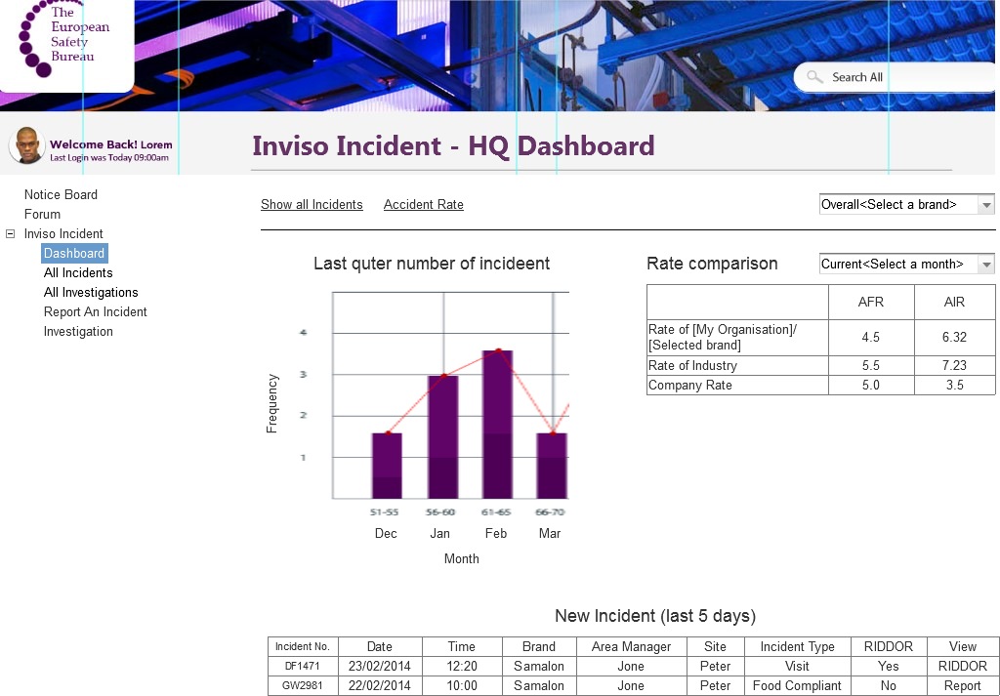 The
European
Safety
Bureau
Search All
Welcome Back! Lorem
Last Login was Today 09:00am
Inviso Incident - HQ Dashboard
Notice Board
Forum
Inviso Incident
Dashboard
All Incidents
All Investigations
Report An Incident
Investigation
Show all Incidents Accident Rate
Overall<Select a brand>
Last quter number of incideent
4
3
2
1
Frequency
51-55 56-60 61-65 66-70
Dec Jan Feb Mar
Month
Rate comparison
Current<Select a month>
AFR AIR
Rate of [My Organisation]/
[Selected brand] 4.5 6.32
Rate of Industry 5.5 7.23
Company Rate 5.0 3.5
New Incident (last 5 days)
Incident No. Date Time Brand Area Manager Site Incident Type RIDDOR View
DF1471 23/02/2014 12:20 Samalon Jone Peter Visit Yes RIDDOR
GW2981 22/02/2014 10:00 Samalon Jone Peter Food Compliant No Report